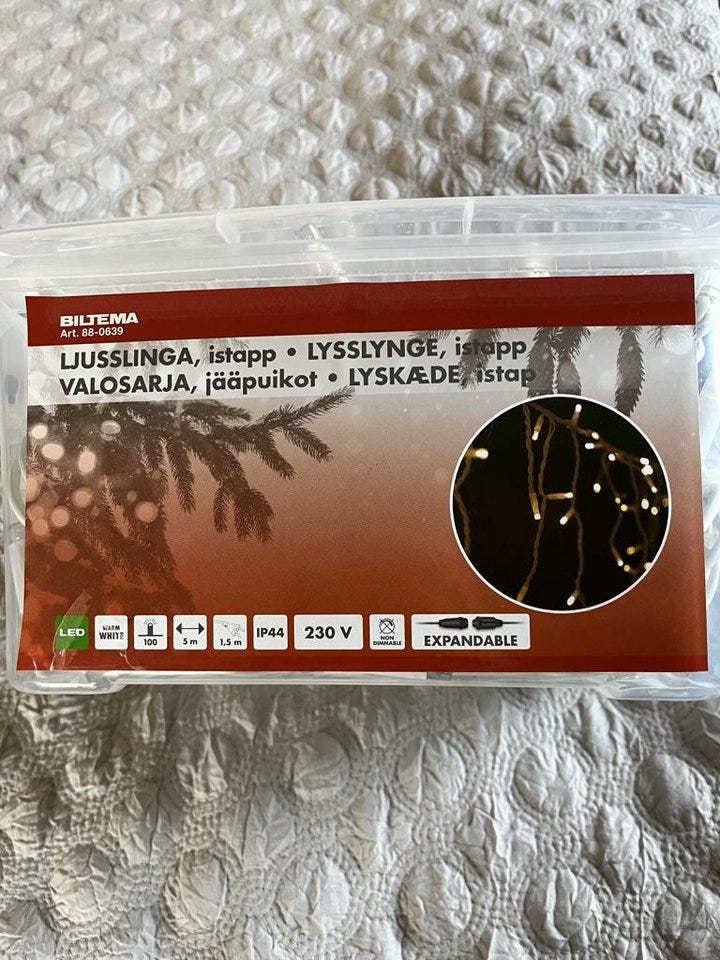 BILTEMA
Art. 88-0639
LJUSSLINGA, istapp • LYSSLYNGE, istapp
VALOSARJA, jääpuikot • LYSKÆDE, istap
LED
WARM WHITE
100
5 m
1,5 m
IP44
230 V
NON DIMMABLE
EXPANDABLE